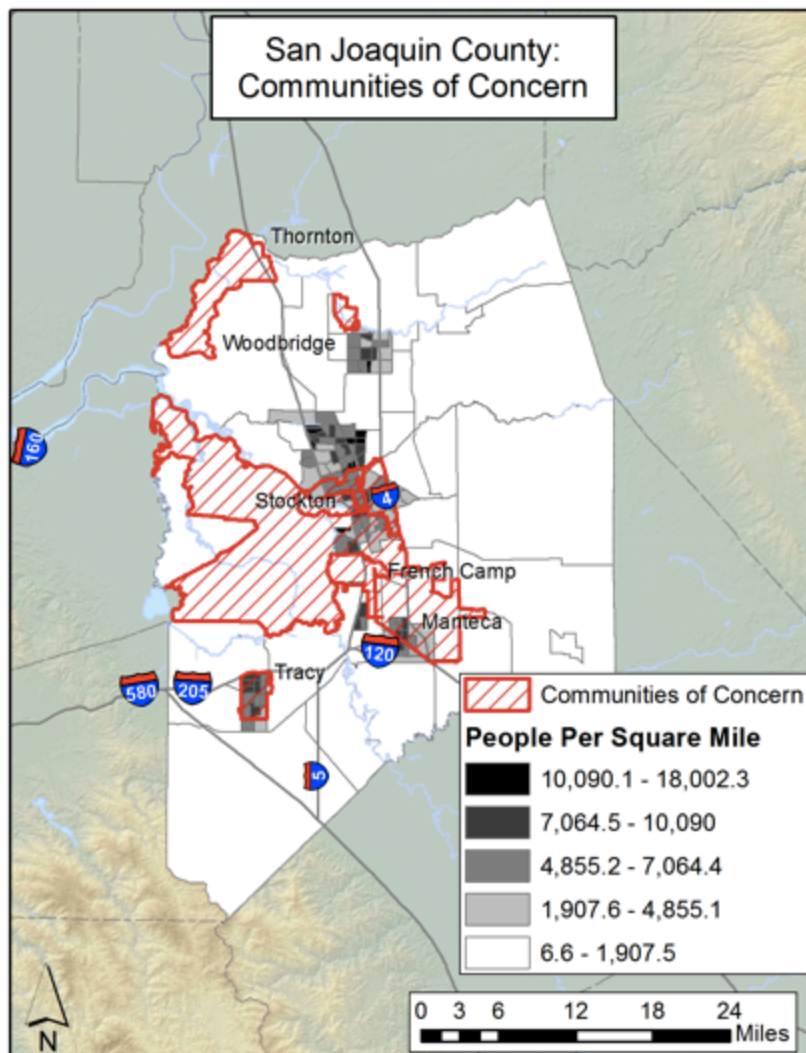 San Joaquin County:
Communities of Concern
Thornton
Woodbridge
160
Stockton
4
French Camp
Manteca
120
Tracy
580
205
5
Communities of Concern
People Per Square Mile
10,090.1 - 18,002.3
7,064.5 - 10,090
4,855.2 - 7,064.4
1,907.6 - 4,855.1
6.6 - 1,907.5
N
0 3 6 12 18 24
Miles